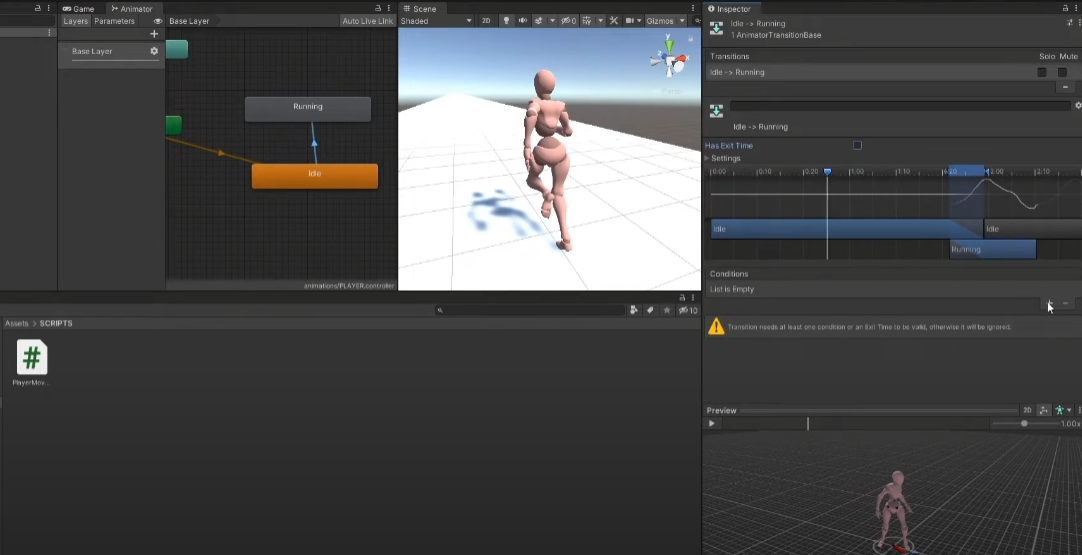 Game
Animator
Layers
Parameters
Base Layer
Auto Live Link
Base Layer
Running
Idle
animations/PLAYER.controller
Scene
Shaded
2D
0
Gizmos
y
Persp
Assets > SCRIPTS
10
#
PlayerMov...
Inspector
Idle -> Running
1 AnimatorTransitionBase
Transitions
Solo Mute
Idle -> Running
Idle -> Running
Has Exit Time
Settings
0:00 0:10 0:20 1:00 1:10 1:20 2:00 2:10
Idle
Idle
Running
Conditions
List is Empty
Transition needs at least one condition or an Exit Time to be valid, otherwise it will be ignored.
Preview
2D
1.00x